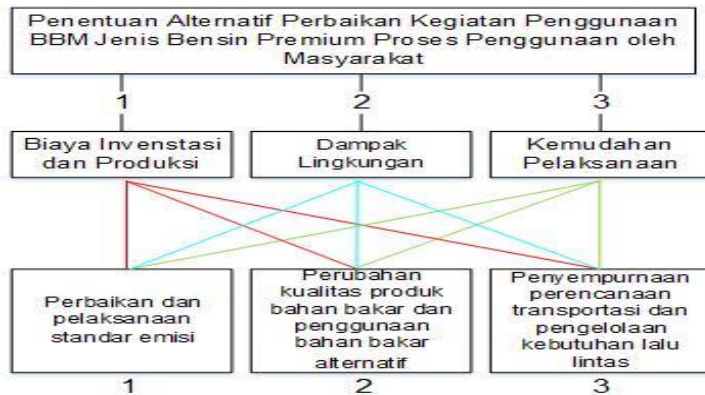 Penentuan Alternatif Perbaikan Kegiatan Penggunaan
BBM Jenis Bensin Premium Proses Penggunaan oleh
Masyarakat
1
2
3
Biaya Invenstasi
dan Produksi
Dampak
Lingkungan
Kemudahan
Pelaksanaan
Perbaikan dan
pelaksanaan
standar emisi
Perubahan
kualitas produk
bahan bakar dan
penggunaan
bahan bakar
alternatif
Penyempurnaan
perencanaan
transportasi dan
pengelolaan
kebutuhan lalu
lintas
1
2
3